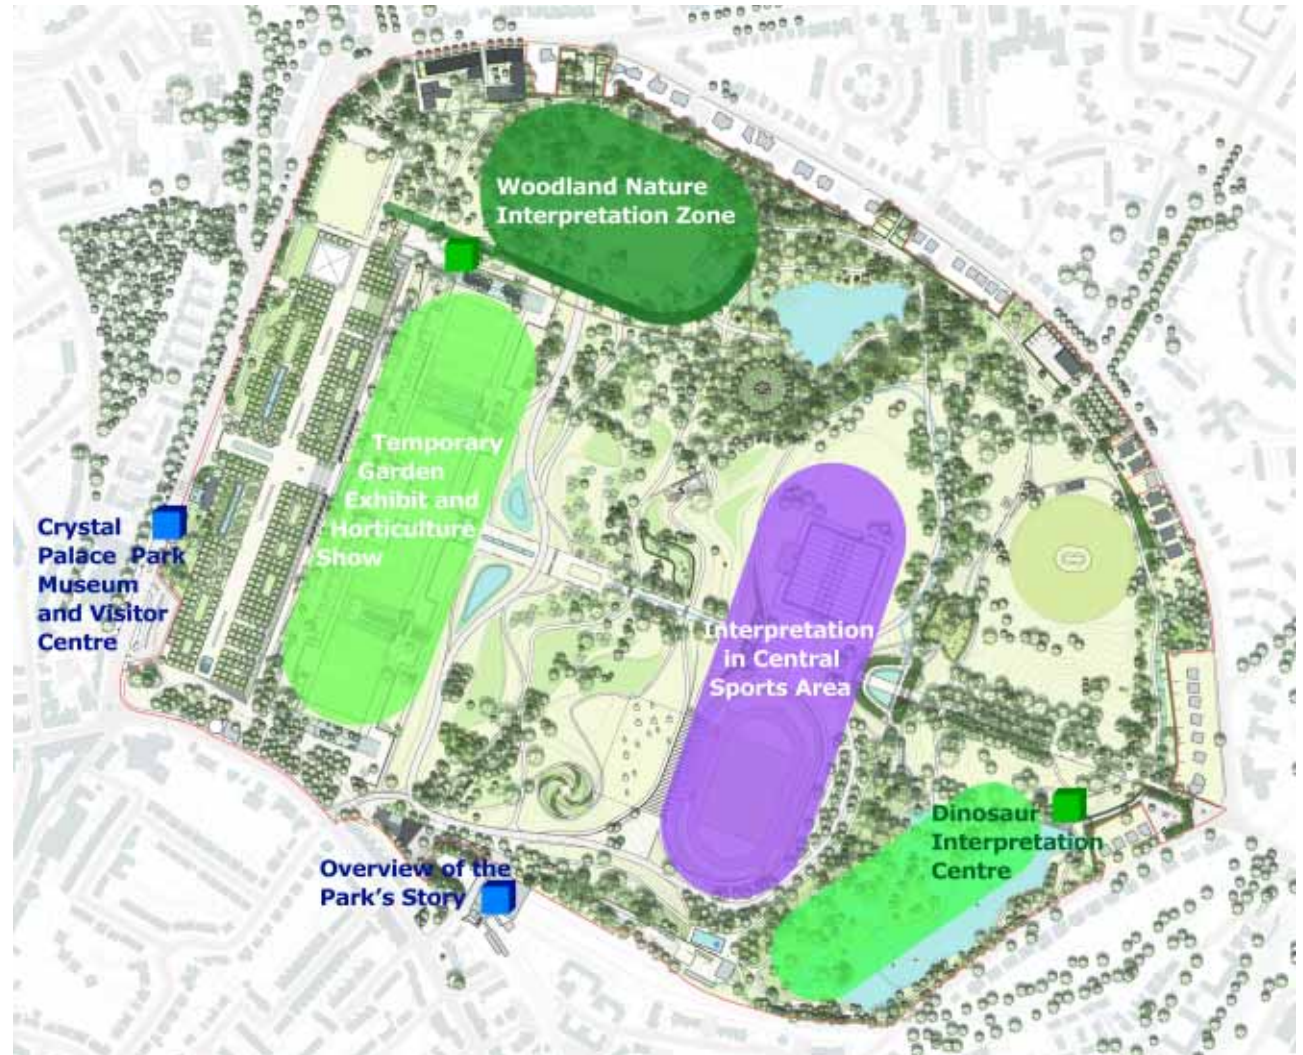 Woodland Nature
Interpretation Zone
Temporary
Garden
Exhibit and
Horticulture
Show
Crystal
Palace Park
Museum
and Visitor
Centre
Interpretation
in Central
Sports Area
Dinosaur
Interpretation
Centre
Overview of the
Park's Story